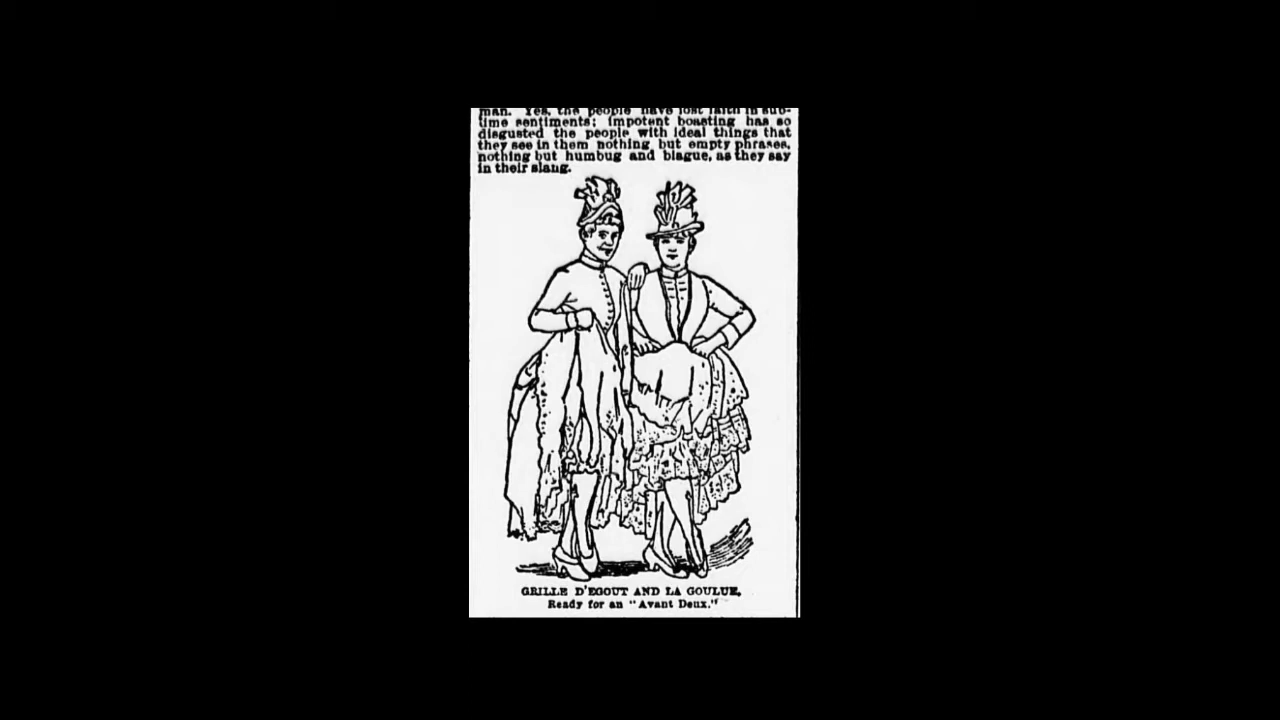 man. Yes, the people have lost faith in sub-
lime sentiments; impotent boasting has so
disgusted the people with ideal things that
they see in them nothing but empty phrases,
nothing but humbug and blague, as they say
in their slang.
GRILLE D'EGOUT AND LA GOULUE,
Ready for an "Avant Deux."